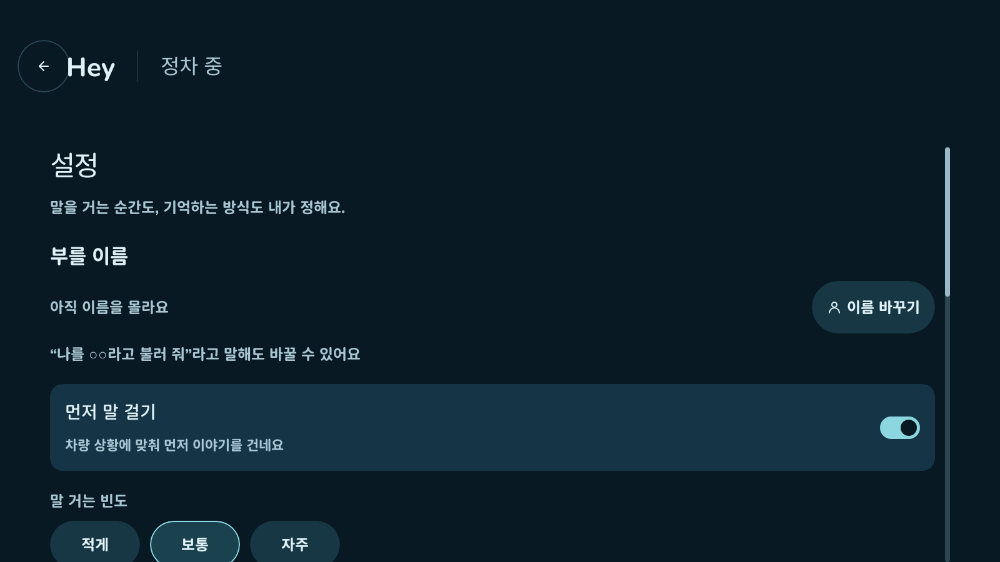 Hey
정차 중
설정
말을 거는 순간도, 기억하는 방식도 내가 정해요.
부를 이름
아직 이름을 몰라요
이름 바꾸기
“나를 ○○라고 불러 줘”라고 말해도 바꿀 수 있어요
먼저 말 걸기
차량 상황에 맞춰 먼저 이야기를 건네요
말 거는 빈도
적게
보통
자주